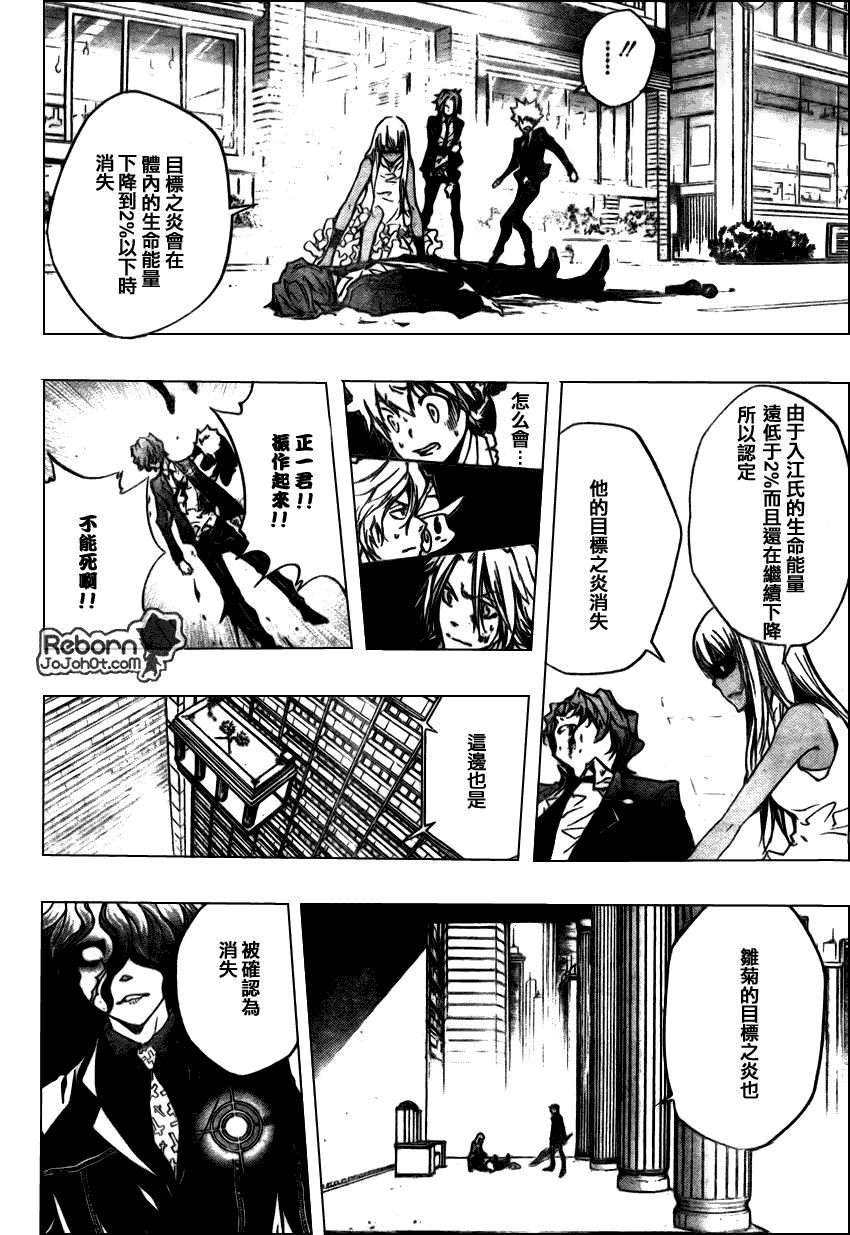 ……!!
目標之炎會在
體內的生命能量
下降到2%以下時
消失
由于入江氏的生命能量
遠低于2%而且還在繼續下降
所以認定
他的目標之炎消失
怎么會…
正一君!!
振作起來!!
不能死啊!!
Reborn
JoJoHOt.com
這邊也是
雛菊的目標之炎也
被確認為
消失